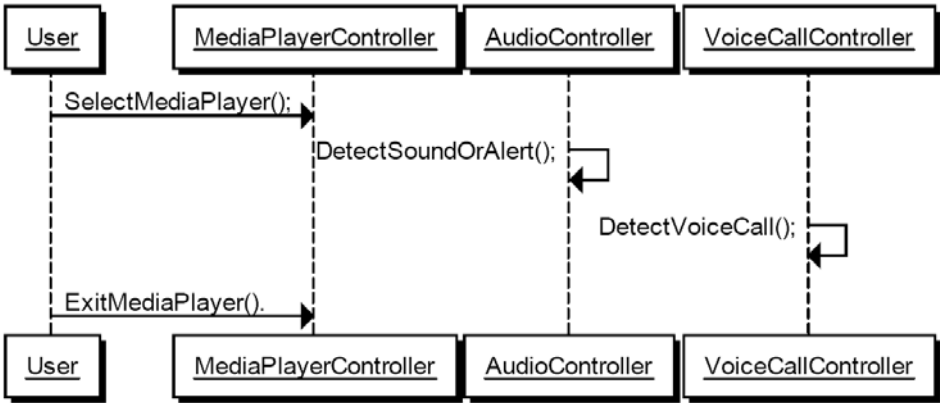 User MediaPlayerController AudioController VoiceCallController
SelectMediaPlayer();
DetectSoundOrAlert();
DetectVoiceCall();
ExitMediaPlayer().
User MediaPlayerController AudioController VoiceCallController